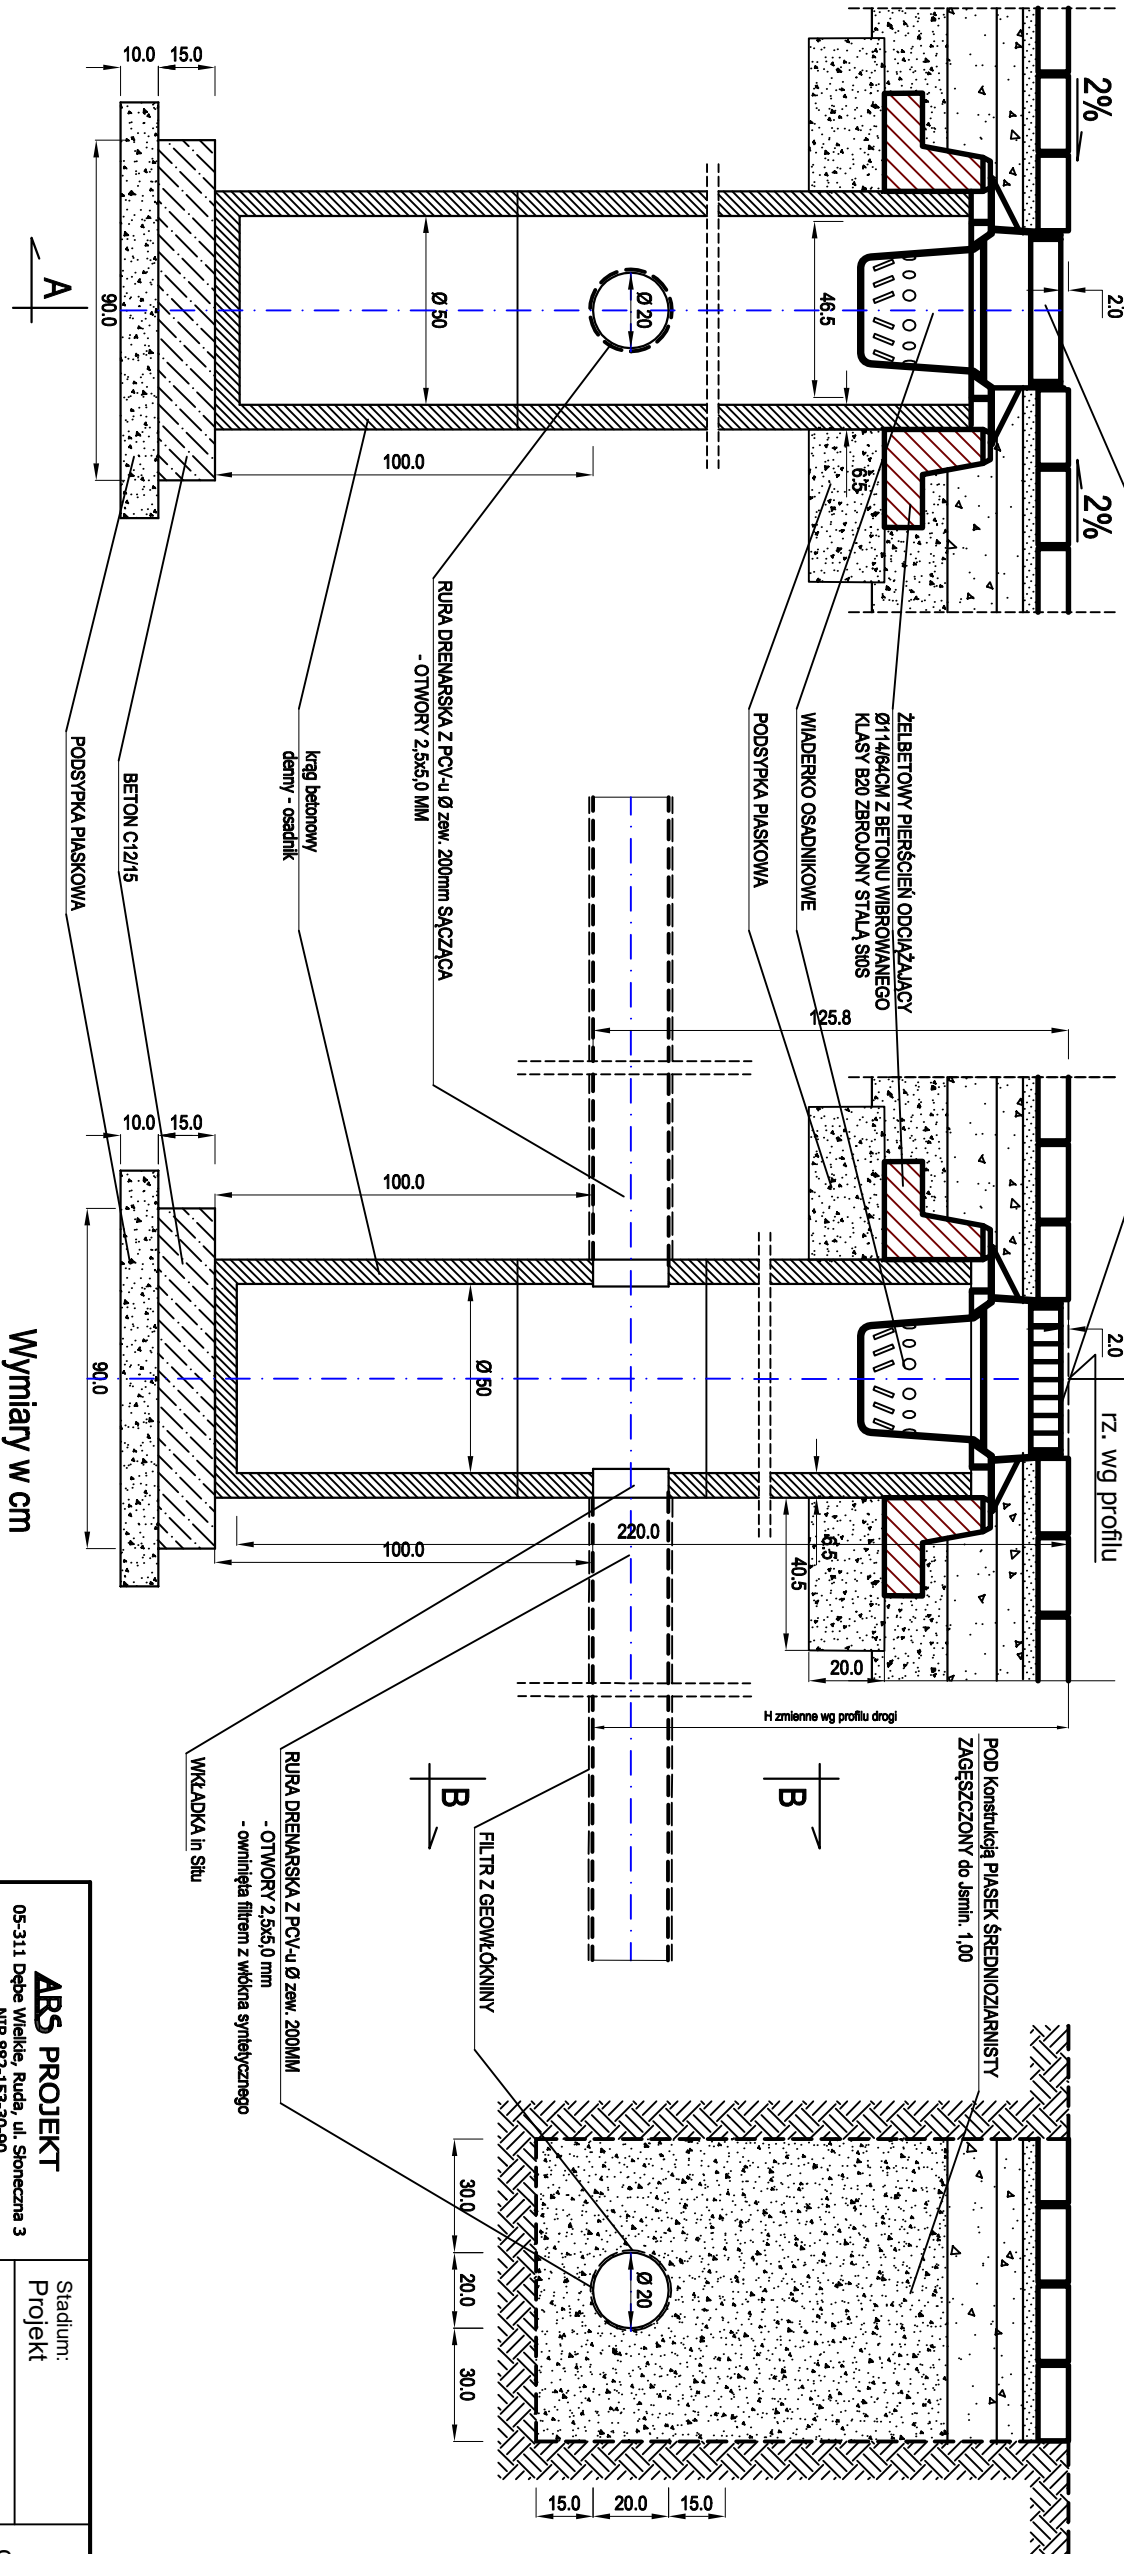 2%
2%
2.0
46.5
6.5
Ø 20
Ø 50
100.0
15.0
10.0
90.0
A
ŻELBETOWY PIERŚCIEŃ ODCIĄŻAJĄCY
Ø114/64CM Z BETONU WIBROWANEGO
KLASY B20 ZBROJONY STALĄ St0S
WIADERKO OSADNIKOWE
PODSYPKA PIASKOWA
RURA DRENARSKA Z PCV-u Ø zew. 200mm SĄCZĄCA
- OTWORY 2,5x5,0 MM
krąg betonowy
denny - osadnik
BETON C12/15
PODSYPKA PIASKOWA
125.8
2.0
rz. wg profilu
100.0
15.0
10.0
Ø 50
90.0
220.0
100.0
6.5
40.5
20.0
H zmienne wg profilu drogi
Wymiary w cm
B
B
POD Konstrukcją PIASEK ŚREDNIOZIARNISTY
ZAGĘSZCZONY do Jsmin. 1,00
FILTR Z GEOWŁÓKNINY
RURA DRENARSKA Z PCV-u Ø zew. 200MM
- OTWORY 2,5x5,0 mm
- owninięta filtrem z włókna syntetycznego
WKŁADKA in Situ
Ø 20
30.0
20.0
30.0
15.0
20.0
15.0
ARS PROJEKT
05-311 Dębe Wielkie, Ruda, ul. Słoneczna 3
Stadium:
Projekt